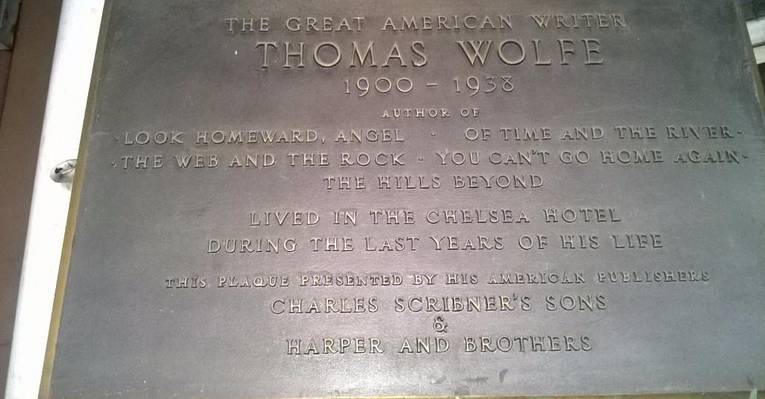 THE GREAT AMERICAN WRITER
THOMAS WOLFE
1900 - 1938
AUTHOR OF
· LOOK HOMEWARD, ANGEL · OF TIME AND THE RIVER ·
· THE WEB AND THE ROCK · YOU CAN'T GO HOME AGAIN ·
THE HILLS BEYOND
LIVED IN THE CHELSEA HOTEL
DURING THE LAST YEARS OF HIS LIFE
THIS PLAQUE PRESENTED BY HIS AMERICAN PUBLISHERS
CHARLES SCRIBNER'S SONS
&
HARPER AND BROTHERS